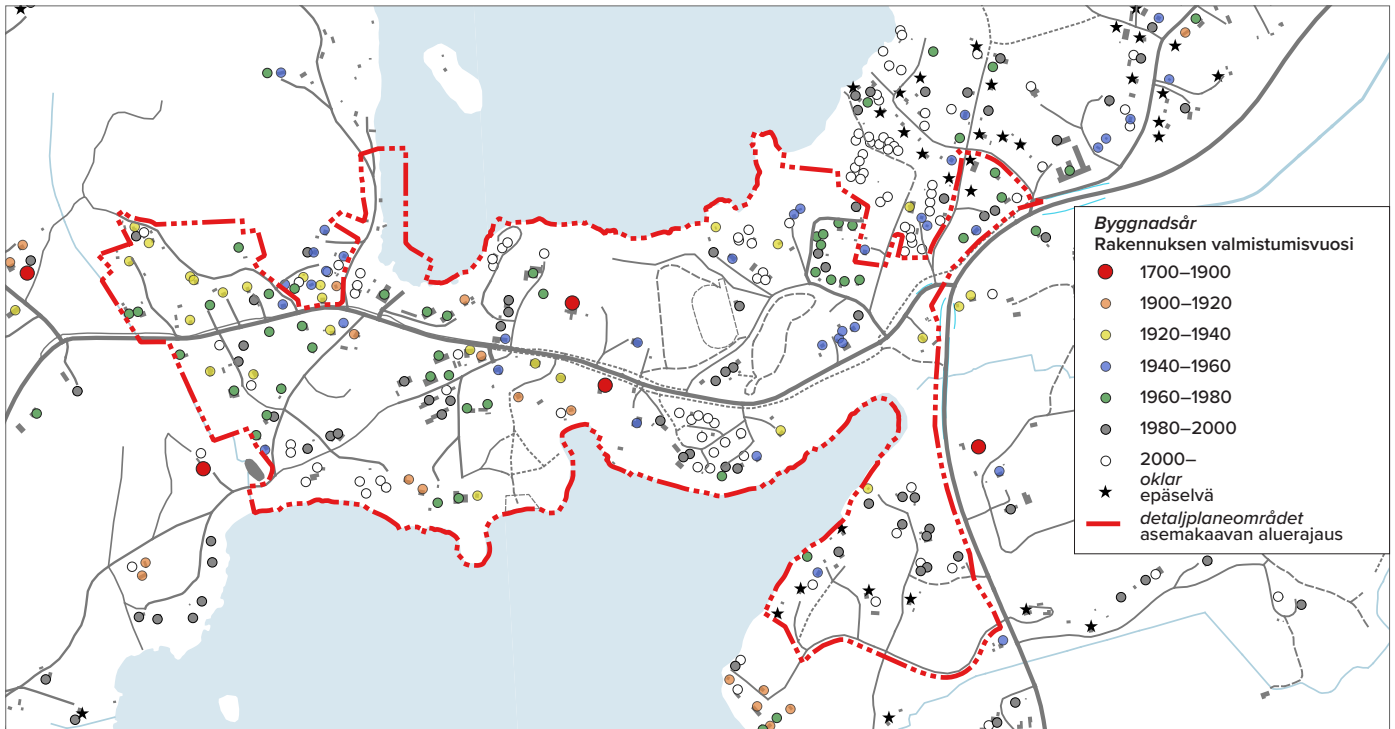 Byggnadsår
Rakennuksen valmistumisvuosi
1700–1900
1900–1920
1920–1940
1940–1960
1960–1980
1980–2000
2000–
oklar
epäselvä
detaljplaneområdet
asemakaavan aluerajaus